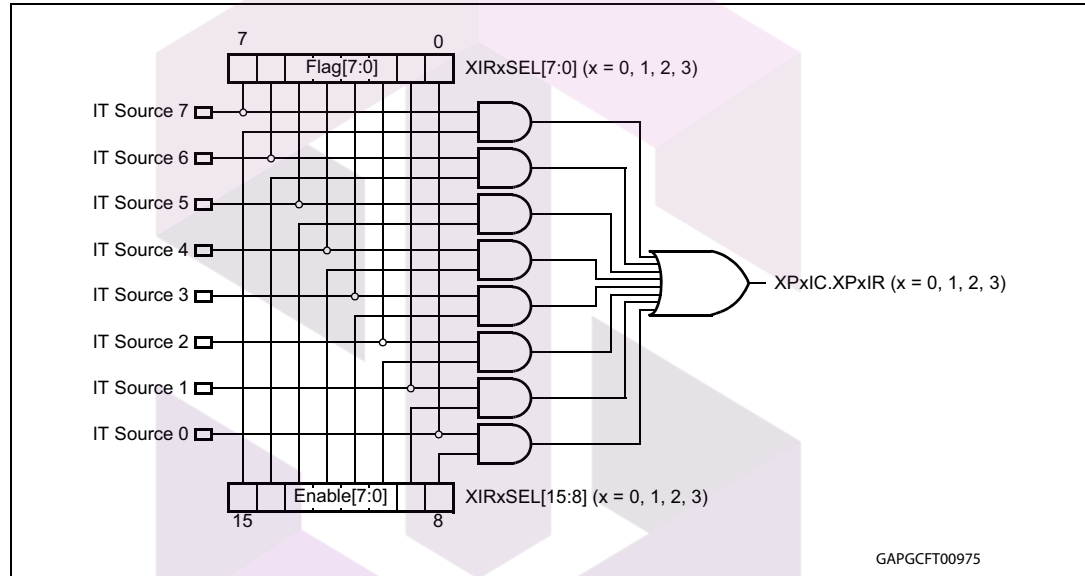 7 0
Flag[7:0] XIRxSEL[7:0] (x = 0, 1, 2, 3)
IT Source 7
IT Source 6
IT Source 5
IT Source 4
IT Source 3
IT Source 2
IT Source 1
IT Source 0
XPxIC.XPxIR (x = 0, 1, 2, 3)
Enable[7:0] XIRxSEL[15:8] (x = 0, 1, 2, 3)
15 8
GAPGCFT00975